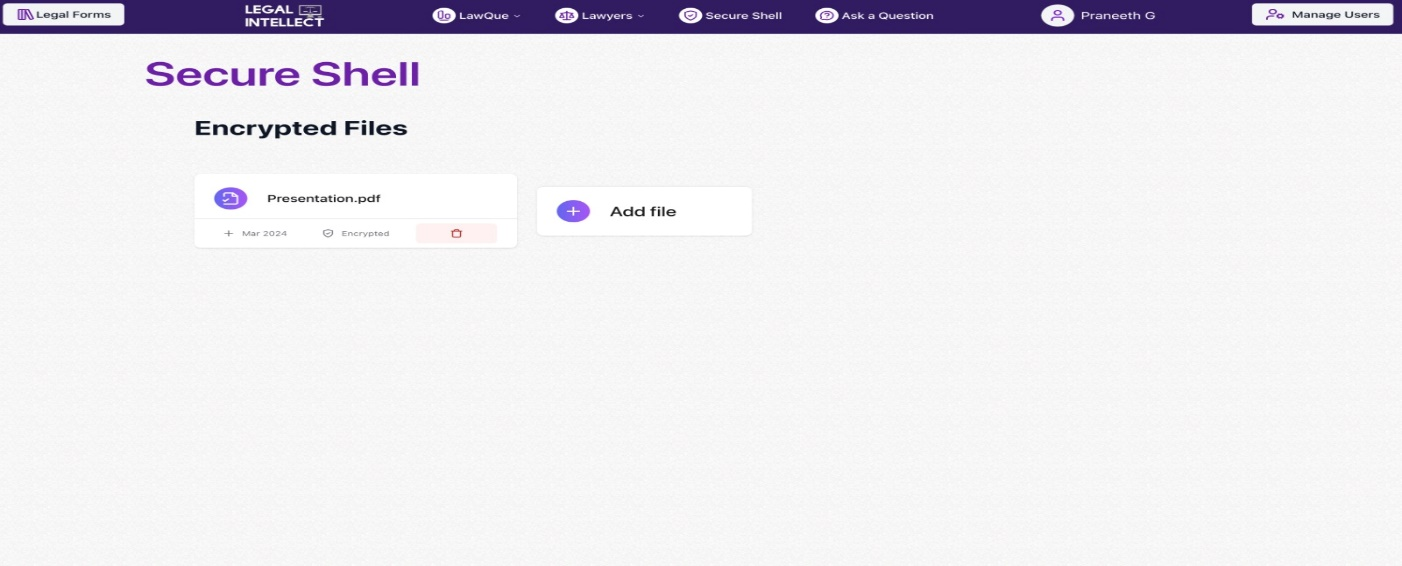 Legal Forms
LEGAL
INTELLECT
LawQue
Lawyers
Secure Shell
Ask a Question
Praneeth G
Manage Users
Secure Shell
Encrypted Files
Presentation.pdf
Mar 2024
Encrypted
Add file